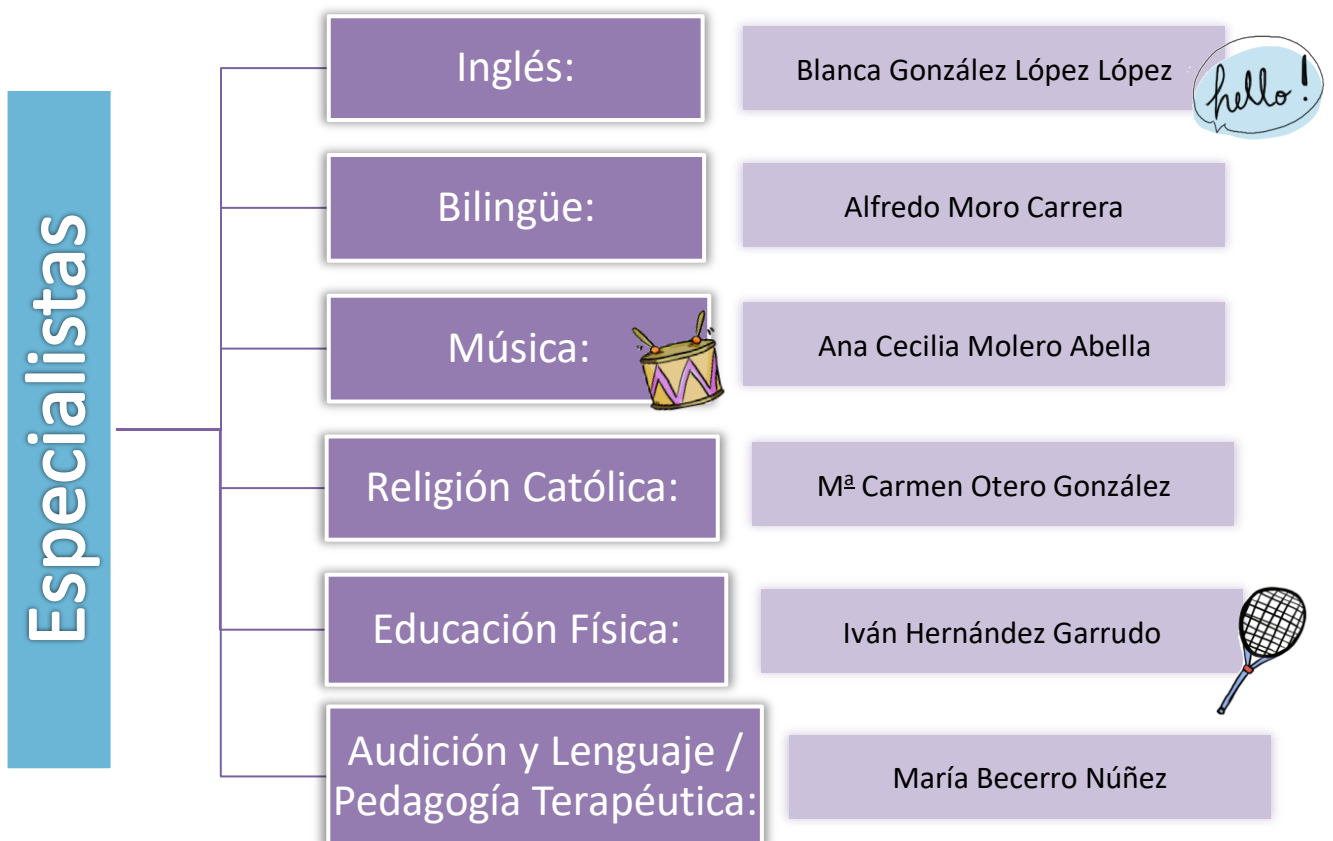 Especialistas
Inglés:
Blanca González López López
hello!
Bilingüe:
Alfredo Moro Carrera
Música:
Ana Cecilia Molero Abella
Religión Católica:
Mª Carmen Otero González
Educación Física:
Iván Hernández Garrudo
Audición y Lenguaje /
Pedagogía Terapéutica:
María Becerro Núñez